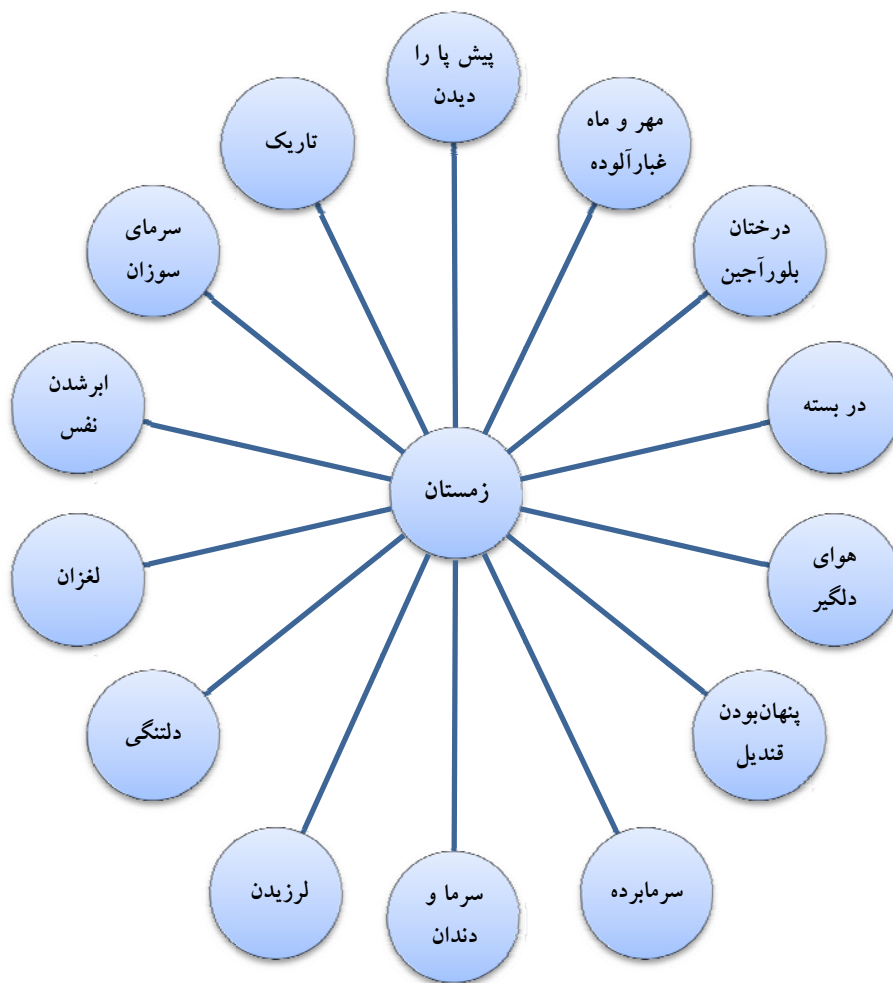 پیش پا را
دیدن
مهر و ماه
غبارآلوده
درختان
بلورآجین
در بسته
هوای
دلگیر
پنهان‌بودن
قندیل
سرمابرده
سرما و
دندان
لرزیدن
دلتنگی
لغزان
ابرشدن
نفس
سرمای
سوزان
تاریک
زمستان